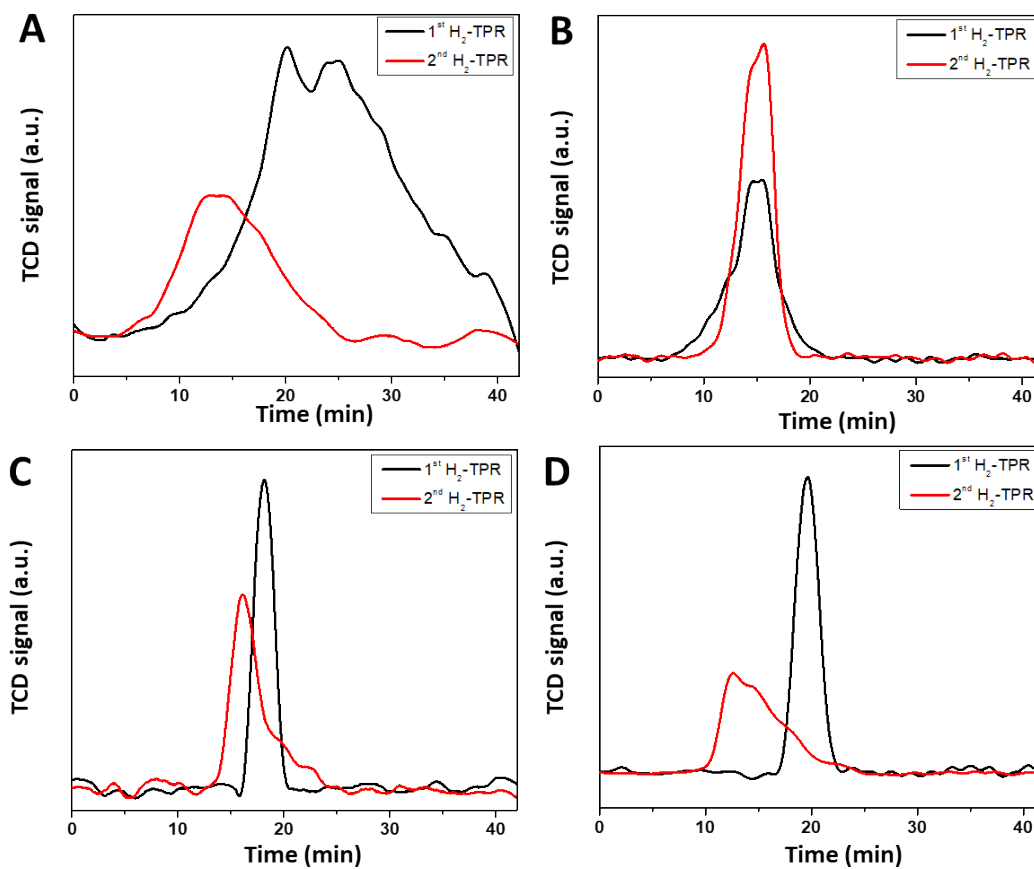 A
1st H2-TPR
2nd H2-TPR
TCD signal (a.u.)
0 10 20 30 40
Time (min)
B
1st H2-TPR
2nd H2-TPR
TCD signal (a.u.)
0 10 20 30 40
Time (min)
C
1st H2-TPR
2nd H2-TPR
TCD signal (a.u.)
0 10 20 30 40
Time (min)
D
1st H2-TPR
2nd H2-TPR
TCD signal (a.u.)
0 10 20 30 40
Time (min)